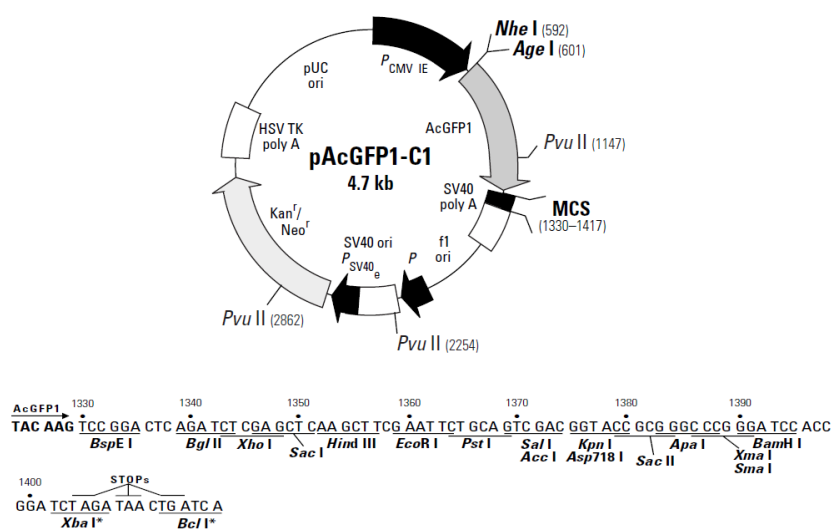 Nhe I (592)
Age I (601)
P CMV IE
pUC
ori
HSV TK
poly A
AcGFP1
Pvu II (1147)
pAcGFP1-C1
4.7 kb
SV40
poly A
MCS
(1330–1417)
Kanʳ/
Neoʳ
SV40 ori
P SV40e
P
f1
ori
Pvu II (2862)
Pvu II (2254)
AcGFP1 1330 1340 1350 1360 1370 1380 1390
TAC AAG TCC GGA CTC AGA TCT CGA GCT CAA GCT TCG AAT TCT GCA GTC GAC GGT ACC GCG GGC CCG GGA TCC ACC
BspE I Bgl II Xho I Sac I Hind III EcoR I Pst I Sal I Kpn I Sac II Apa I Xma I BamH I
Acc I Asp718 I Sma I
1400 STOPs
GGA TCT AGA TAA CTG ATC A
Xba I* Bcl I*